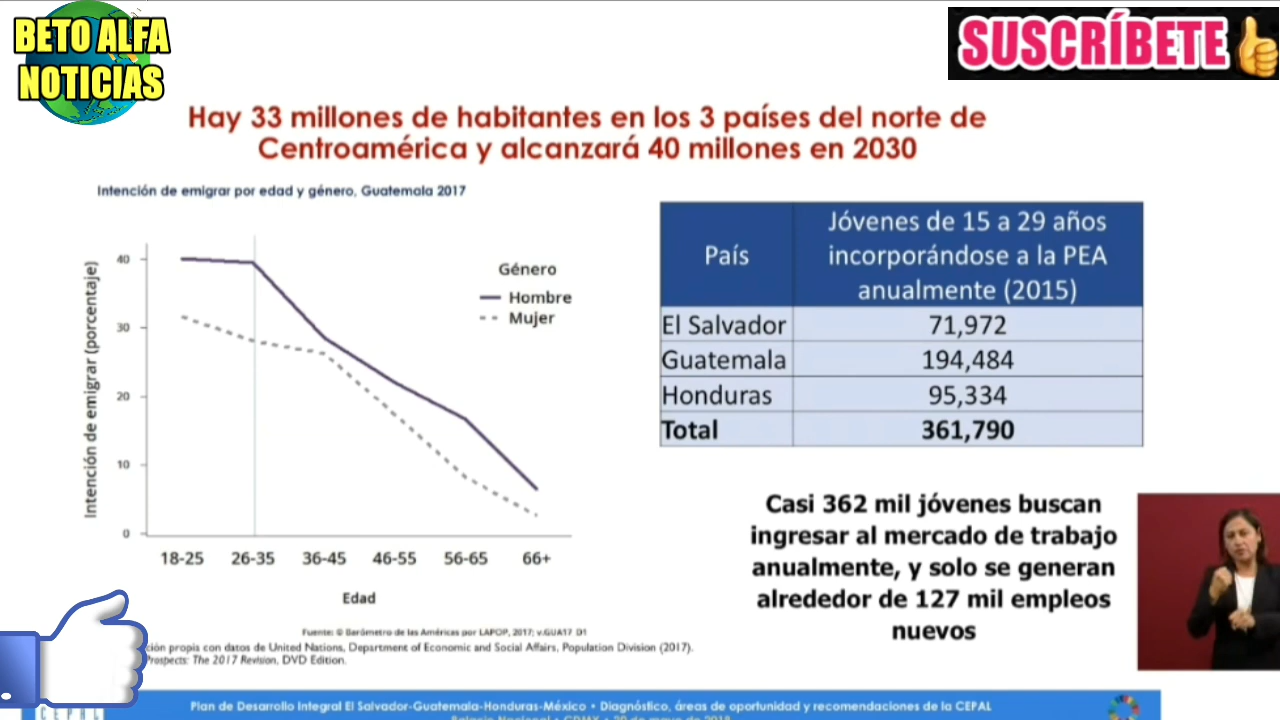 BETO ALFA
NOTICIAS
SUSCRÍBETE
Hay 33 millones de habitantes en los 3 países del norte de
Centroamérica y alcanzará 40 millones en 2030
Intención de emigrar por edad y género, Guatemala 2017
Intención de emigrar (porcentaje)
40
30
20
10
0
Género
Hombre
Mujer
18-25 26-35 36-45 46-55 56-65 66+
Edad
Fuente: © Barómetro de las Américas por LAPOP, 2017; v.GUA17_D1
ción propia con datos de United Nations, Department of Economic and Social Affairs, Population Division (2017).
Prospects: The 2017 Revision, DVD Edition.
País
Jóvenes de 15 a 29 años
incorporándose a la PEA
anualmente (2015)
El Salvador 71,972
Guatemala 194,484
Honduras 95,334
Total 361,790
Casi 362 mil jóvenes buscan
ingresar al mercado de trabajo
anualmente, y solo se generan
alrededor de 127 mil empleos
nuevos
CEPAL
Plan de Desarrollo Integral El Salvador-Guatemala-Honduras-México • Diagnóstico, áreas de oportunidad y recomendaciones de la CEPAL